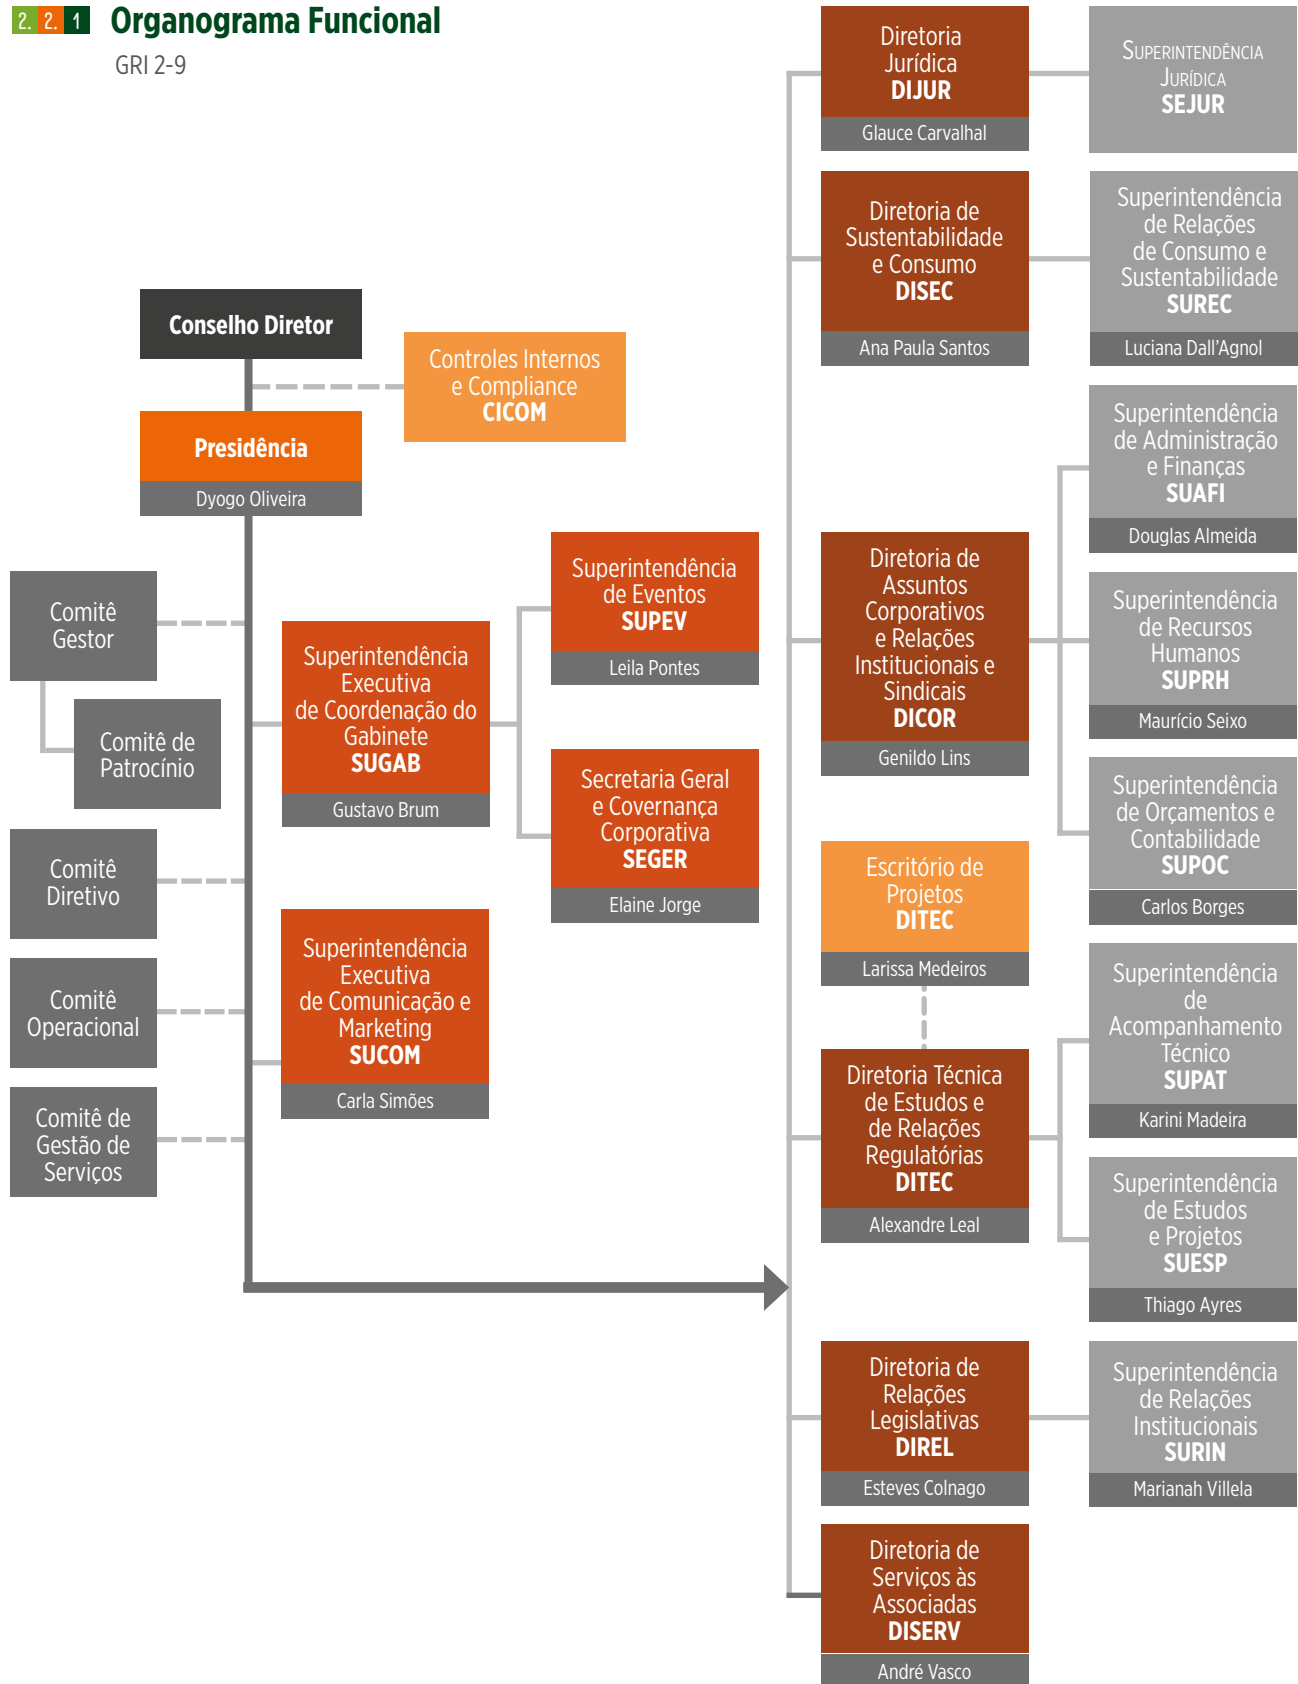 2. 2. 1 Organograma Funcional
GRI 2-9
Conselho Diretor
Controles Internos
e Compliance
CICOM
Presidência
Dyogo Oliveira
Comitê
Gestor
Comitê de
Patrocínio
Comitê
Diretivo
Comitê
Operacional
Comitê de
Gestão de
Serviços
Superintendência
Executiva
de Coordenação do
Gabinete
SUGAB
Gustavo Brum
Superintendência
Executiva
de Comunicação e
Marketing
SUCOM
Carla Simões
Superintendência
de Eventos
SUPEV
Leila Pontes
Secretaria Geral
e Covernança
Corporativa
SEGER
Elaine Jorge
Diretoria
Jurídica
DIJUR
Glauce Carvalhal
Superintendência
Jurídica
SEJUR
Diretoria de
Sustentabilidade
e Consumo
DISEC
Ana Paula Santos
Superintendência
de Relações
de Consumo e
Sustentabilidade
SUREC
Luciana Dall’Agnol
Diretoria de
Assuntos
Corporativos
e Relações
Institucionais e
Sindicais
DICOR
Genildo Lins
Superintendência
de Administração
e Finanças
SUAFI
Douglas Almeida
Superintendência
de Recursos
Humanos
SUPRH
Maurício Seixo
Superintendência
de Orçamentos e
Contabilidade
SUPOC
Carlos Borges
Escritório de
Projetos
DITEC
Larissa Medeiros
Diretoria Técnica
de Estudos e
de Relações
Regulatórias
DITEC
Alexandre Leal
Superintendência
de
Acompanhamento
Técnico
SUPAT
Karini Madeira
Superintendência
de Estudos
e Projetos
SUESP
Thiago Ayres
Diretoria de
Relações
Legislativas
DIREL
Esteves Colnago
Superintendência
de Relações
Institucionais
SURIN
Marianah Villela
Diretoria de
Serviços às
Associadas
DISERV
André Vasco